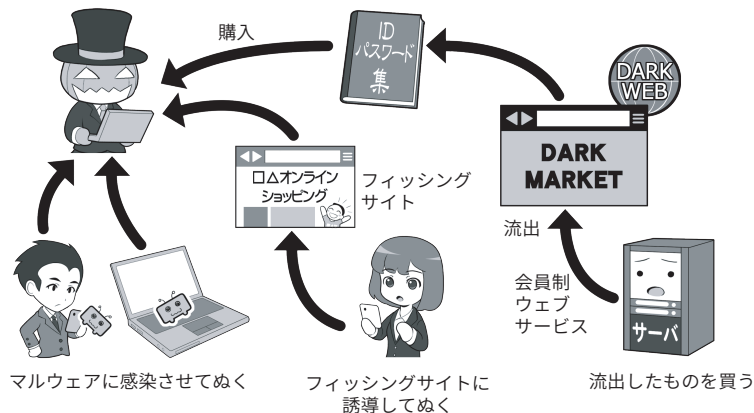 購入
ID
パスワード
集
DARK
WEB
DARK
MARKET
□△オンライン
ショッピング
フィッシング
サイト
流出
会員制
ウェブ
サービス
サーバ
マルウェアに感染させてぬく
フィッシングサイトに
誘導してぬく
流出したものを買う